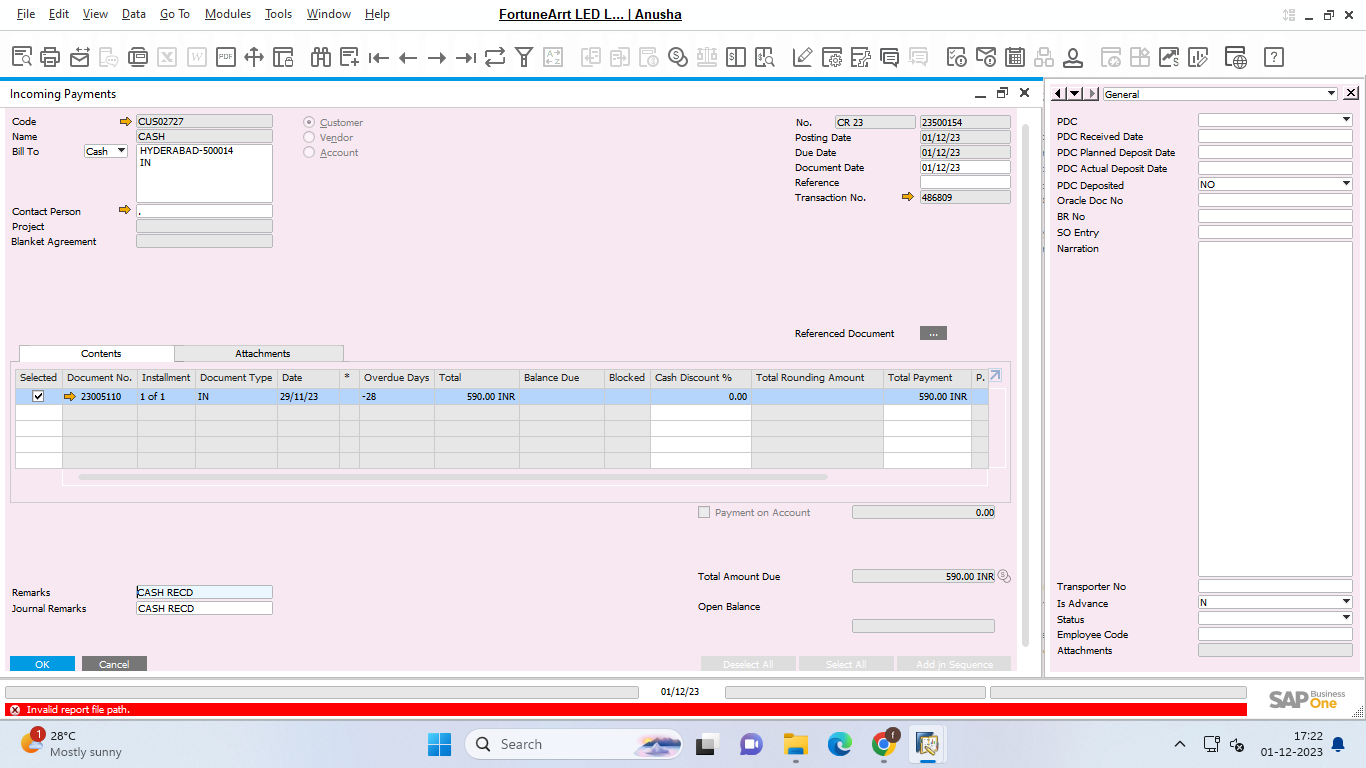 File Edit View Data Go To Modules Tools Window Help
FortuneArrt LED L... | Anusha
Incoming Payments
Code CUS02727
Name CASH
Bill To Cash HYDERABAD-500014
IN
Contact Person .
Project
Blanket Agreement
Customer
Vendor
Account
No. CR 23 23500154
Posting Date 01/12/23
Due Date 01/12/23
Document Date 01/12/23
Reference
Transaction No. 486809
Referenced Document ...
Contents Attachments
Selected Document No. Installment Document Type Date * Overdue Days Total Balance Due Blocked Cash Discount % Total Rounding Amount Total Payment P.
23005110 1 of 1 IN 29/11/23 -28 590.00 INR 0.00 590.00 INR
Payment on Account 0.00
Total Amount Due 590.00 INR
Open Balance
Remarks CASH RECD
Journal Remarks CASH RECD
OK Cancel Deselect All Select All Add in Sequence
General
PDC
PDC Received Date
PDC Planned Deposit Date
PDC Actual Deposit Date
PDC Deposited NO
Oracle Doc No
BR No
SO Entry
Narration
Transporter No
Is Advance N
Status
Employee Code
Attachments
01/12/23
Invalid report file path.
SAP Business One
1
28°C
Mostly sunny
Search
17:22
01-12-2023